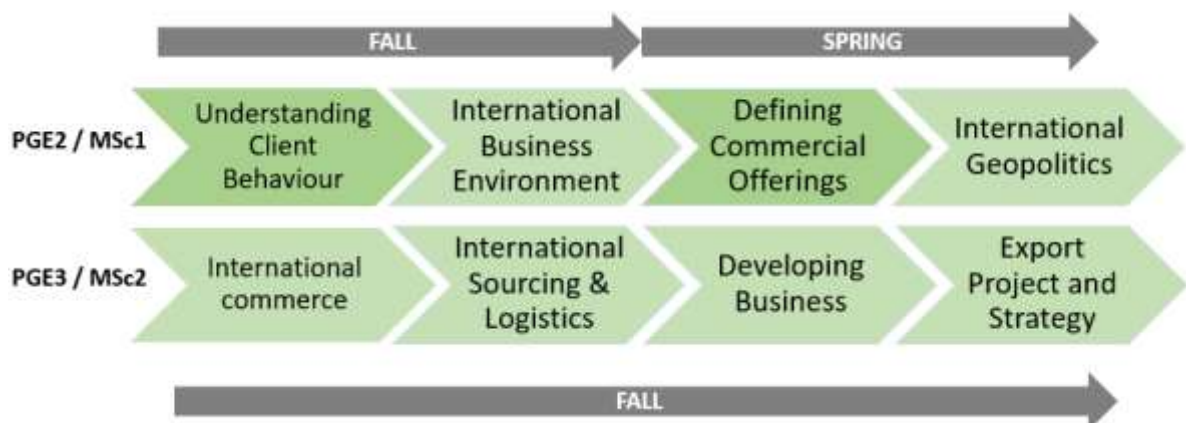 FALL
SPRING
PGE2 / MSc1
Understanding
Client
Behaviour
International
Business
Environment
Defining
Commercial
Offerings
International
Geopolitics
PGE3 / MSc2
International
commerce
International
Sourcing &
Logistics
Developing
Business
Export
Project and
Strategy
FALL